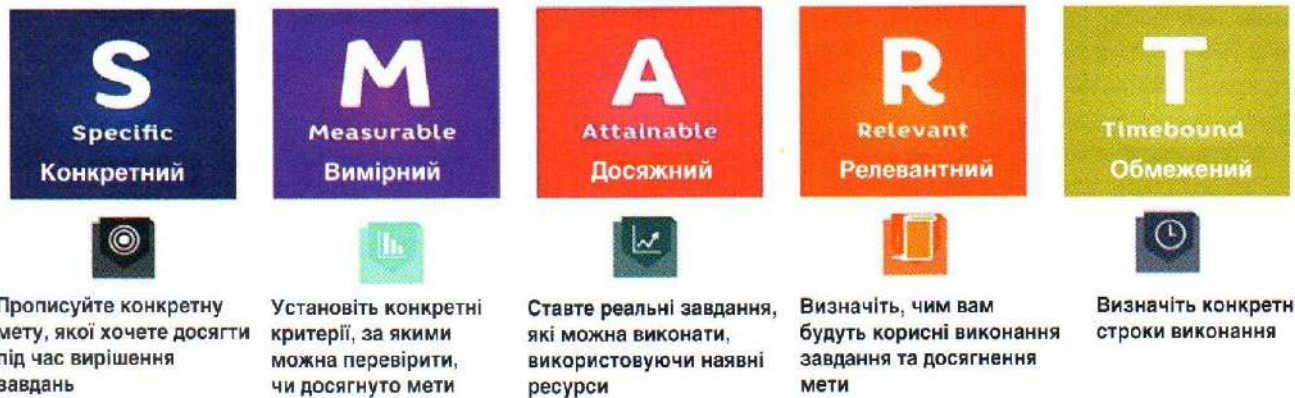 S
Specific
Конкретний
M
Measurable
Вимірний
A
Attainable
Досяжний
R
Relevant
Релевантний
T
Timebound
Обмежений
Прописуйте конкретну
мету, якої хочете досягти
під час вирішення
завдань
Установіть конкретні
критерії, за якими
можна перевірити,
чи досягнуто мети
Ставте реальні завдання,
які можна виконати,
використовуючи наявні
ресурси
Визначіть, чим вам
будуть корисні виконання
завдання та досягнення
мети
Визначіть конкретн
строки виконання